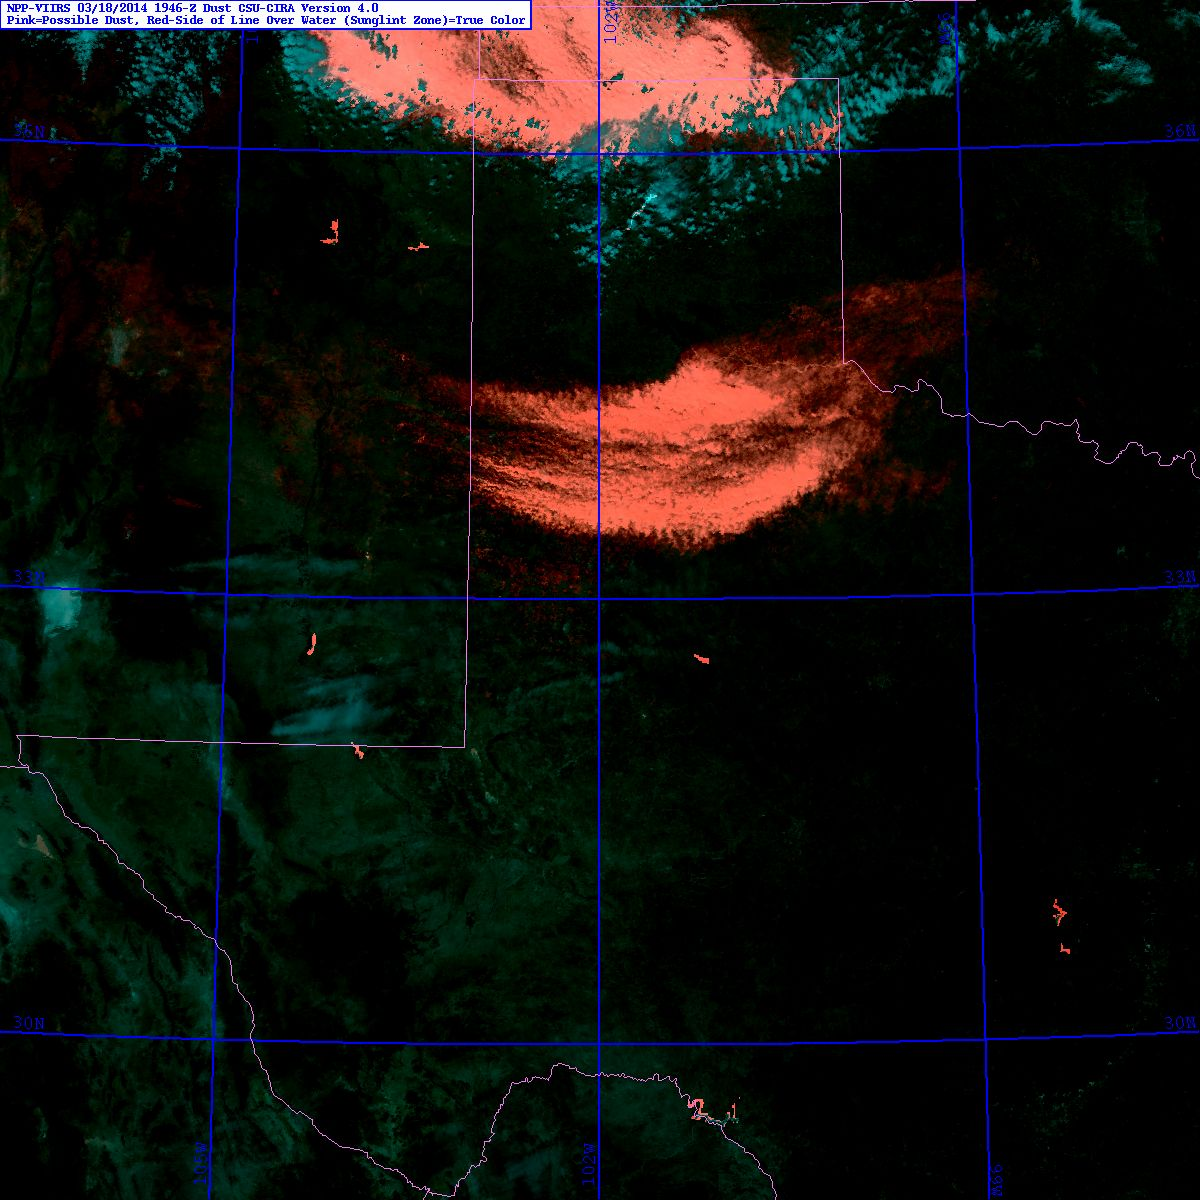 NPP-VIIRS 03/18/2014 1946-Z Dust CSU-CIRA Version 4.0
Pink=Possible Dust, Red-Side of Line Over Water (Sunglint Zone)=True Color
102W
36N
36N
33N
33N
30N
30N
105W
102W
99W